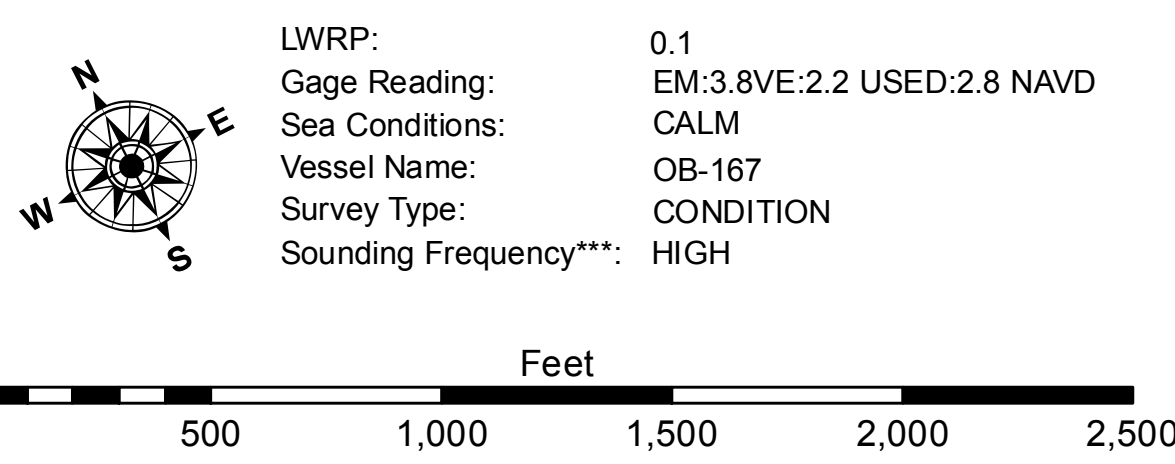 N
E
W
S
LWRP: 0.1
Gage Reading: EM:3.8VE:2.2 USED:2.8 NAVD
Sea Conditions: CALM
Vessel Name: OB-167
Survey Type: CONDITION
Sounding Frequency***: HIGH
Feet
500 1,000 1,500 2,000 2,500